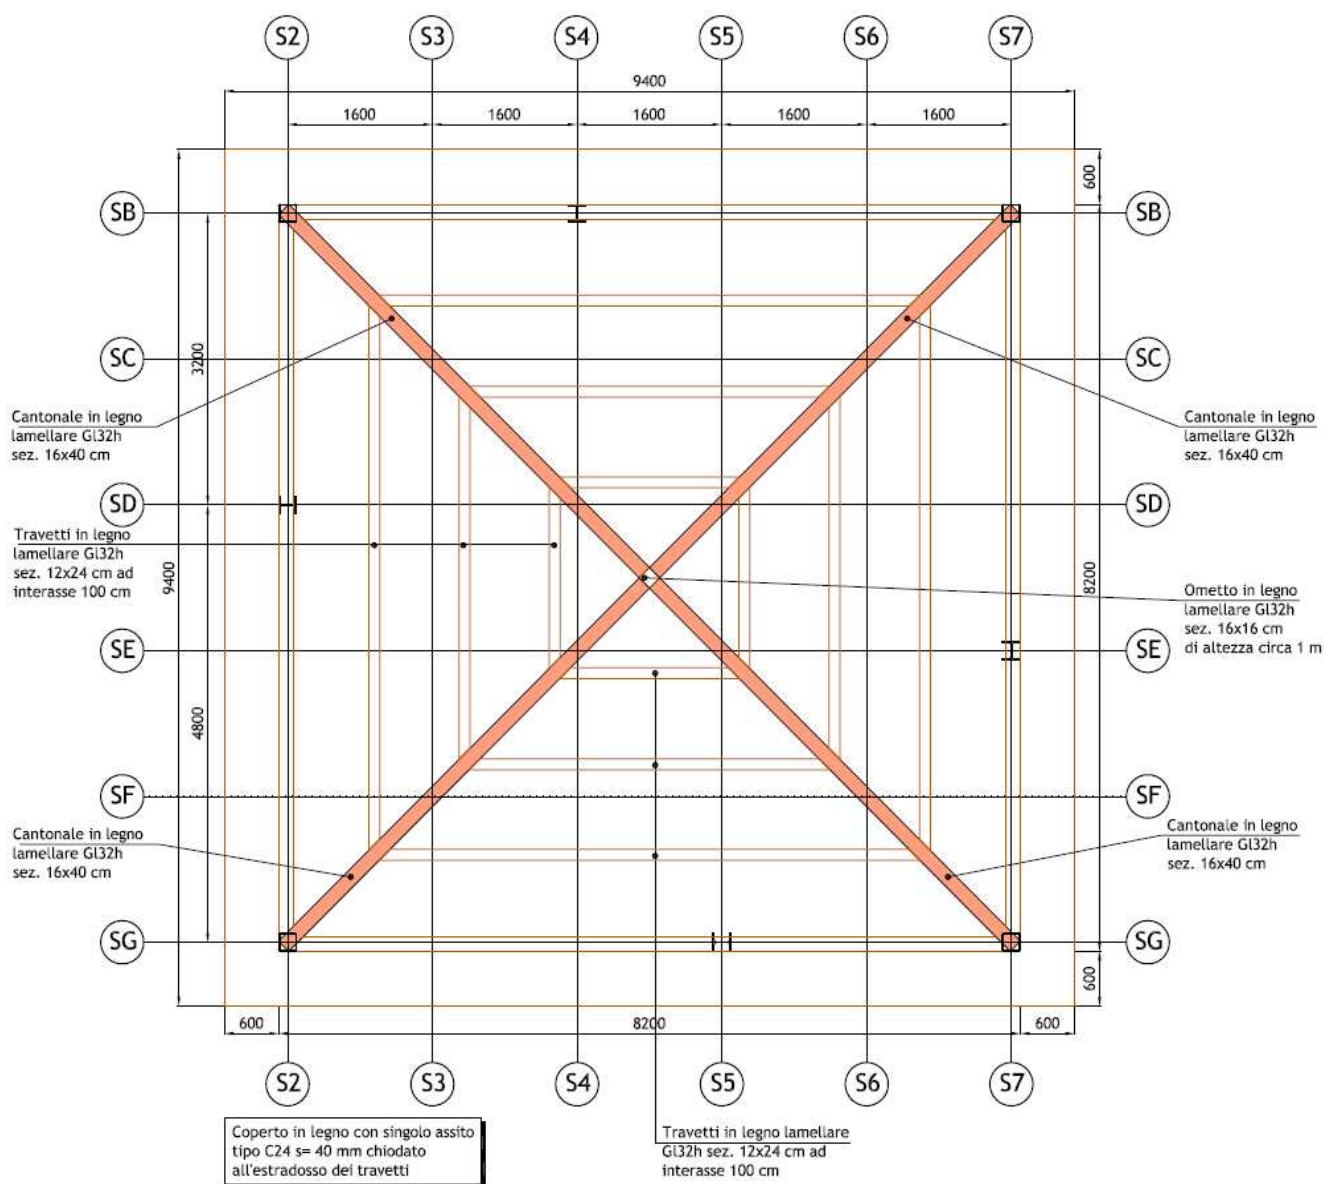 S2 S3 S4 S5 S6 S7
9400
1600 1600 1600 1600 1600
600
SB SB
3200
SC SC
Cantonale in legno
lamellare Gl32h
sez. 16x40 cm
Cantonale in legno
lamellare Gl32h
sez. 16x40 cm
SD SD
Travetti in legno
lamellare Gl32h
sez. 12x24 cm ad
interasse 100 cm
9400
8200
Ometto in legno
lamellare Gl32h
sez. 16x16 cm
di altezza circa 1 m
SE SE
4800
SF SF
Cantonale in legno
lamellare Gl32h
sez. 16x40 cm
Cantonale in legno
lamellare Gl32h
sez. 16x40 cm
SG SG
600
600 8200 600
S2 S3 S4 S5 S6 S7
Coperto in legno con singolo assito
tipo C24 s= 40 mm chiodato
all'estradosso dei travetti
Travetti in legno lamellare
Gl32h sez. 12x24 cm ad
interasse 100 cm